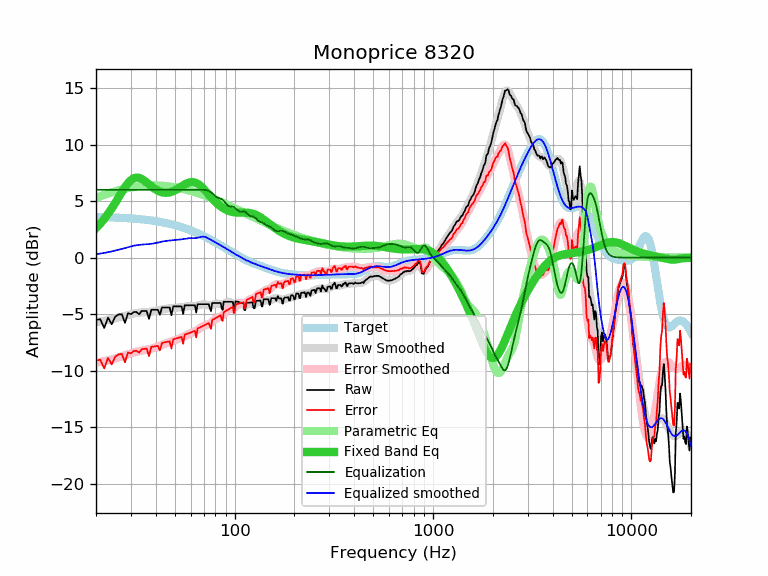 Monoprice 8320
15
10
5
0
−5
−10
−15
−20
Amplitude (dBr)
Target
Raw Smoothed
Error Smoothed
Raw
Error
Parametric Eq
Fixed Band Eq
Equalization
Equalized smoothed
100
1000
10000
Frequency (Hz)